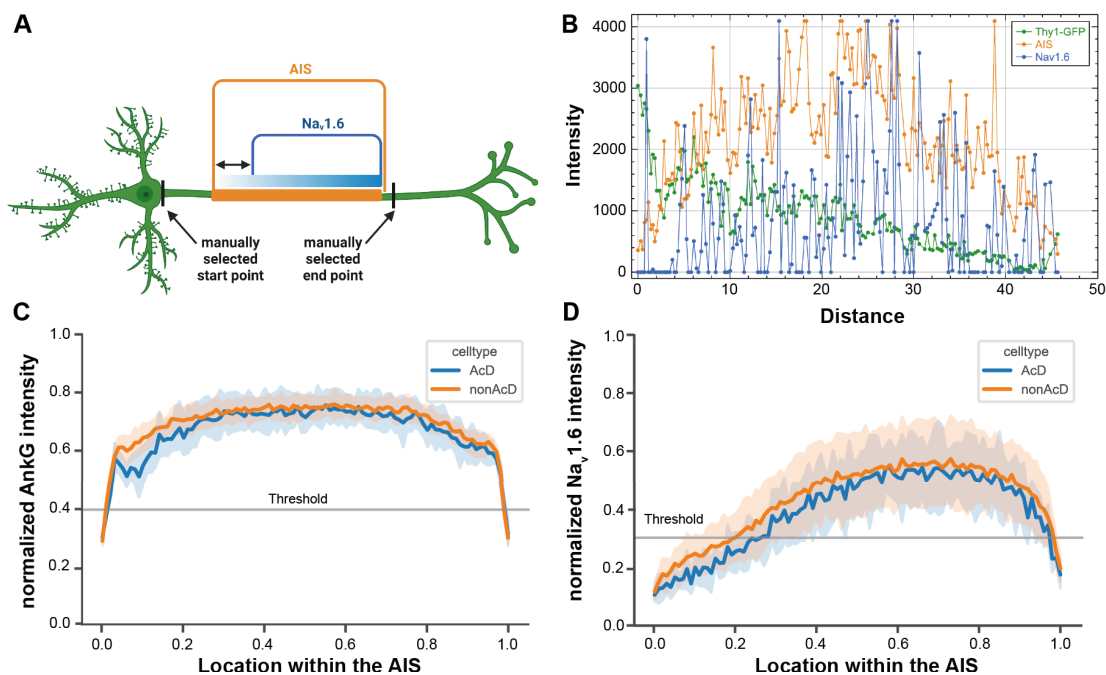 A
AIS
Nav1.6
manually
selected
start point
manually
selected
end point
B
Thy1-GFP
AIS
Nav1.6
Intensity
4000
3000
2000
1000
0
0
10
20
30
40
50
Distance
C
normalized AnkG intensity
1.0
0.8
0.6
0.4
0.2
0.0
celltype
AcD
nonAcD
Threshold
0.0
0.2
0.4
0.6
0.8
1.0
Location within the AIS
D
normalized Nav1.6 intensity
1.0
0.8
0.6
0.4
0.2
0.0
celltype
AcD
nonAcD
Threshold
0.0
0.2
0.4
0.6
0.8
1.0
Location within the AIS